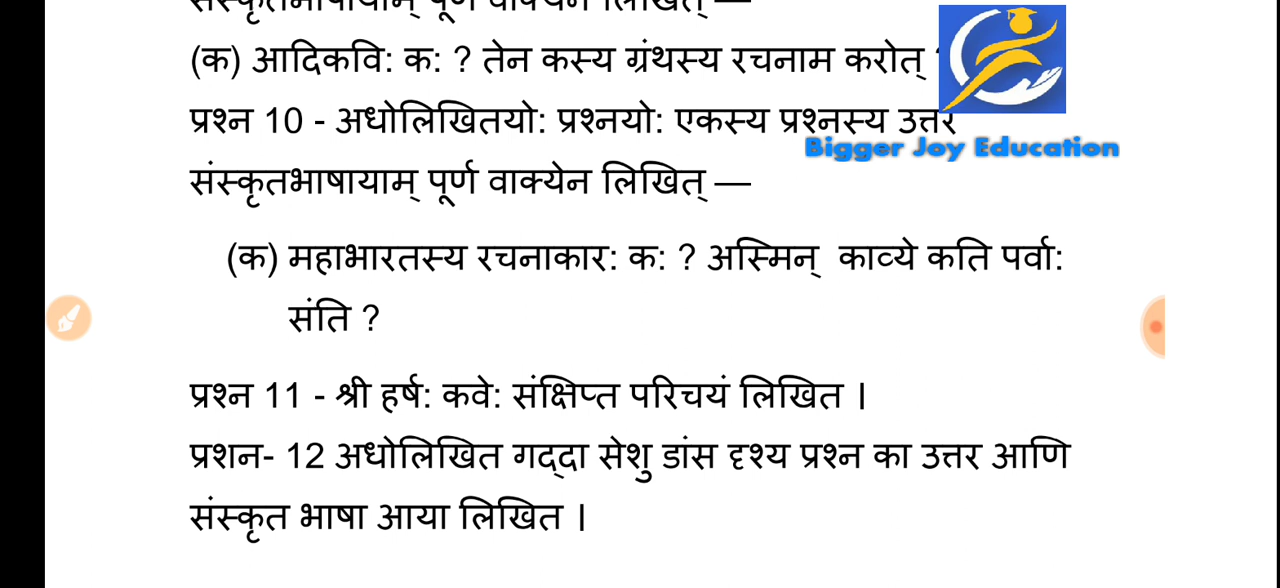 संस्कृतभाषायाम् पूर्ण वाक्येन लिखित् —
(क) आदिकवि: क: ? तेन कस्य ग्रंथस्य रचनाम करोत् ?
प्रश्न 10 - अधोलिखितयो: प्रश्नयो: एकस्य प्रश्नस्य उत्तर
Bigger Joy Education
संस्कृतभाषायाम् पूर्ण वाक्येन लिखित् —
(क) महाभारतस्य रचनाकार: क: ? अस्मिन् काव्ये कति पर्वा:
संति ?
प्रश्न 11 - श्री हर्ष: कवे: संक्षिप्त परिचयं लिखित ।
प्रशन- 12 अधोलिखित गद्दा सेशु डांस दृश्य प्रश्न का उत्तर आणि
संस्कृत भाषा आया लिखित ।